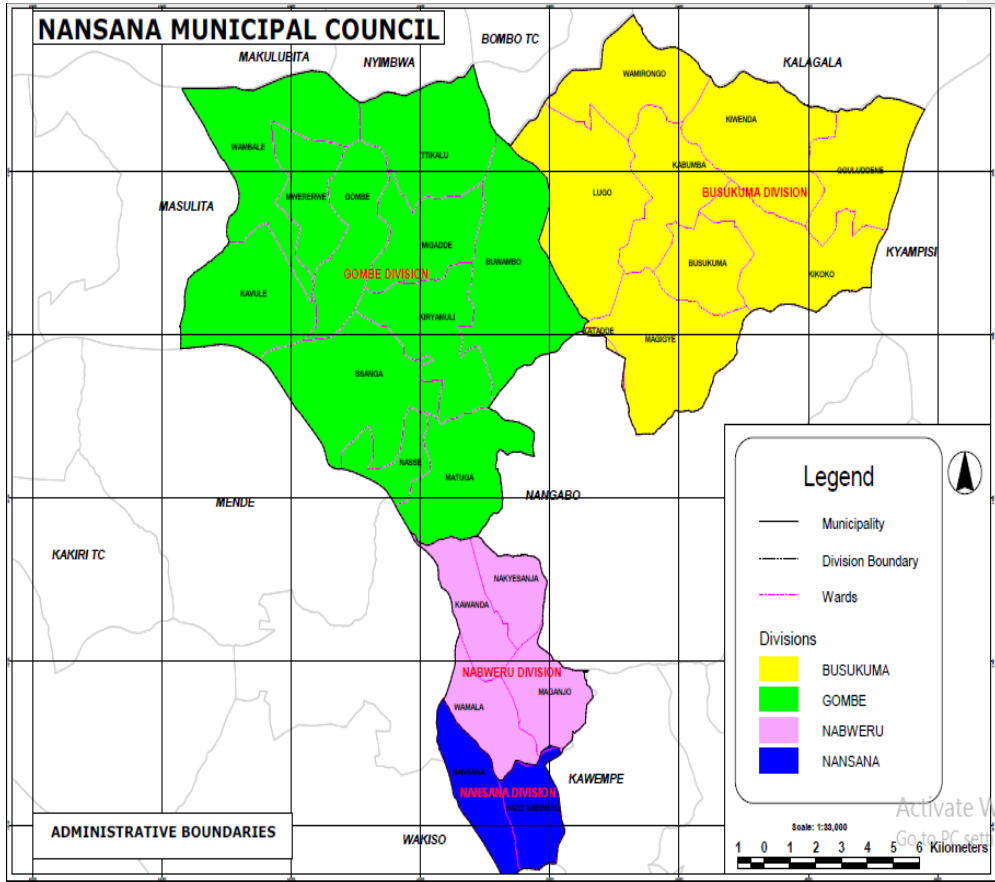 NANSANA MUNICIPAL COUNCIL
BOMBO TC
MAKULUBITA
NYIMBWA
KALAGALA
WAMIRONGO
KIWENDA
WAMBALE
TTIKALU
KABUMBA
GGULUDDENE
MWERERWE
GOMBE
LUGO
BUSUKUMA DIVISION
MASULITA
MIGADDE
KYAMPISI
BUWAMBO
BUSUKUMA
GOMBE DIVISION
KIKOKO
KAVULE
KIRYAMULI
KATADDE
MAGIGYE
SSANGA
NASSE
MATUGA
MENDE
NANGABO
KAKIRI TC
NAKYESANJA
KAWANDA
NABWERU DIVISION
MAGANJO
WAMALA
NANSANA
KAWEMPE
NANSANA DIVISION
KAZO NABWERU
WAKISO
ADMINISTRATIVE BOUNDARIES
Legend
Municipality
Division Boundary
Wards
Divisions
BUSUKUMA
GOMBE
NABWERU
NANSANA
Activate W
Go to PC setti
Scale: 1:33,000
1 0 1 2 3 4 5 6 Kilometers